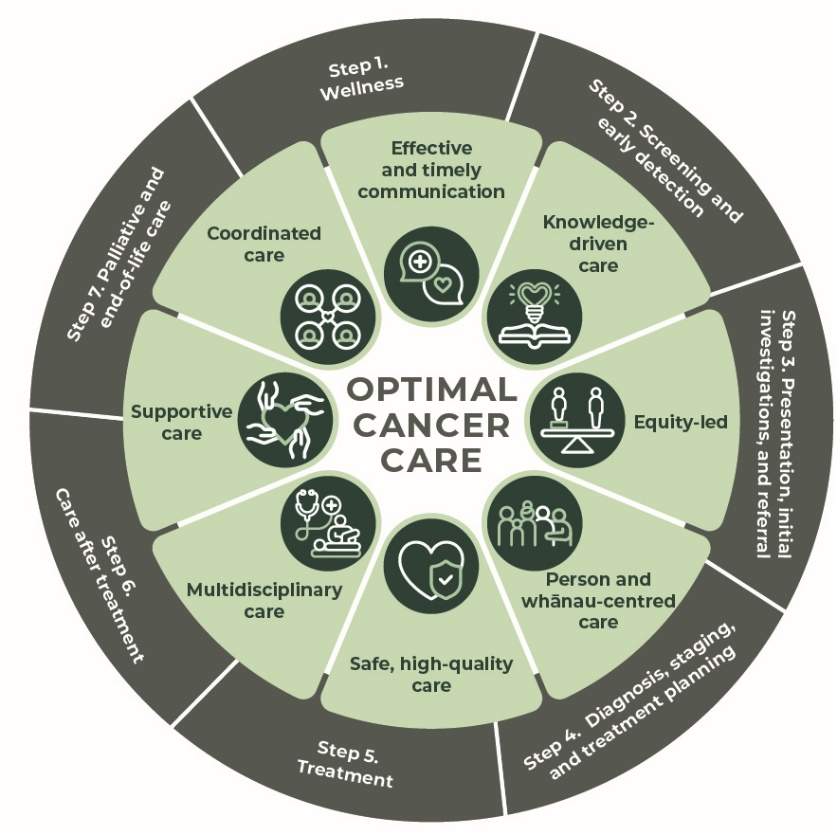 Step 1.
Wellness
Step 2. Screening and
early detection
Step 3. Presentation, initial
investigations, and referral
Step 4. Diagnosis, staging,
and treatment planning
Step 5.
Treatment
Step 6.
Care after treatment
Step 7. Palliative and
end-of-life care
Effective
and timely
communication
Knowledge-
driven
care
Equity-led
Person and
whānau-centred
care
Safe, high-quality
care
Multidisciplinary
care
Supportive
care
Coordinated
care
OPTIMAL
CANCER
CARE